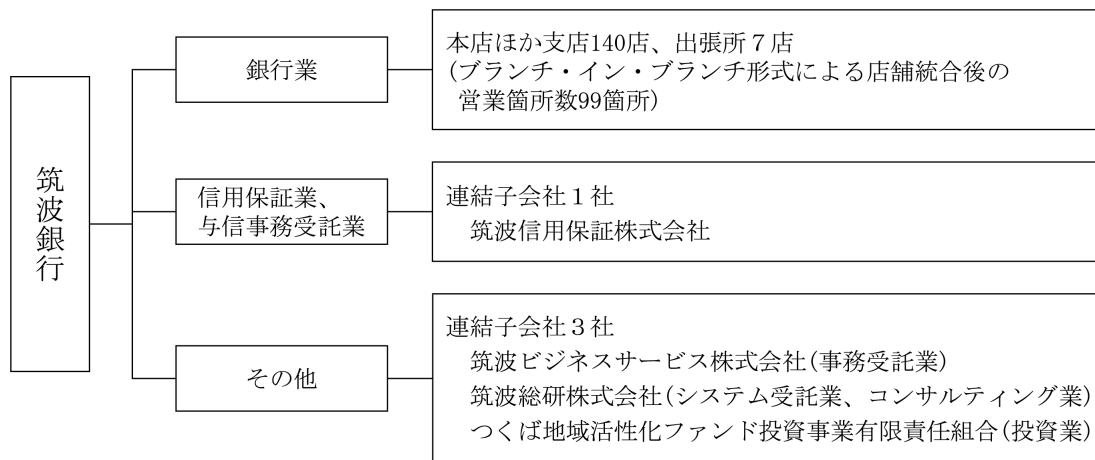 筑波銀行
銀行業
本店ほか支店140店、出張所７店
(ブランチ・イン・ブランチ形式による店舗統合後の
営業箇所数99箇所)
信用保証業、
与信事務受託業
連結子会社１社
筑波信用保証株式会社
その他
連結子会社３社
筑波ビジネスサービス株式会社(事務受託業)
筑波総研株式会社(システム受託業、コンサルティング業)
つくば地域活性化ファンド投資事業有限責任組合(投資業)